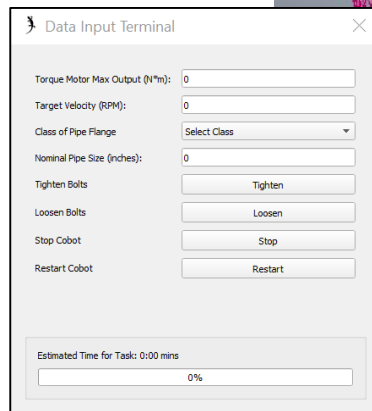 Data Input Terminal
Torque Motor Max Output (N*m): 0
Target Velocity (RPM): 0
Class of Pipe Flange Select Class
Nominal Pipe Size (inches): 0
Tighten Bolts Tighten
Loosen Bolts Loosen
Stop Cobot Stop
Restart Cobot Restart
Estimated Time for Task: 0:00 mins
0%